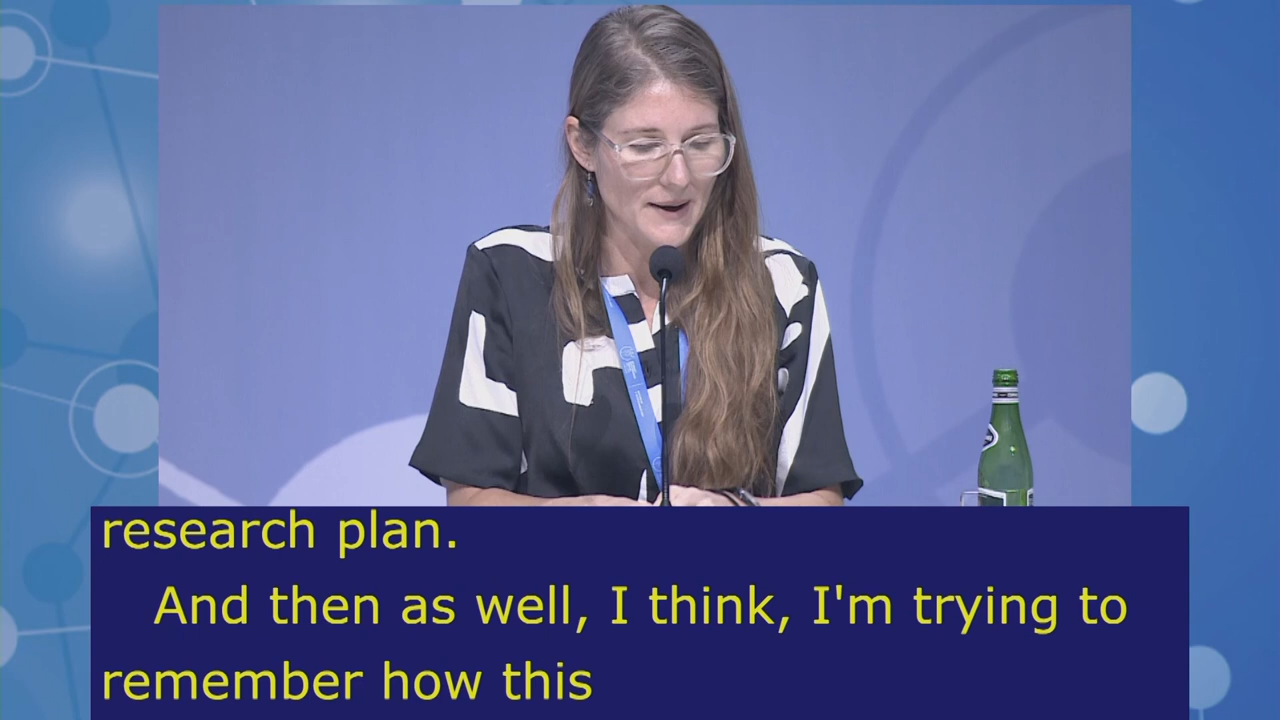 research plan.
And then as well, I think, I'm trying to
remember how this